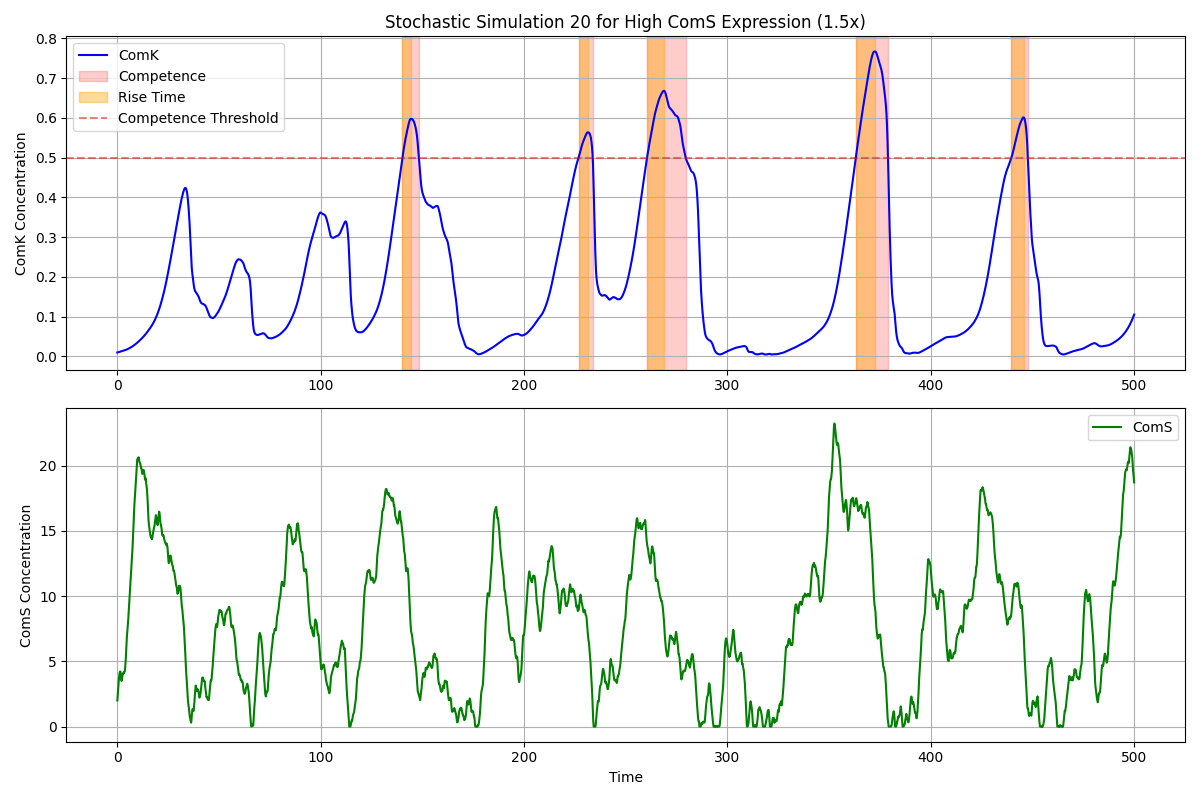 Stochastic Simulation 20 for High ComS Expression (1.5x)
ComK Concentration
0.8
0.7
0.6
0.5
0.4
0.3
0.2
0.1
0.0
ComK
Competence
Rise Time
Competence Threshold
0 100 200 300 400 500
ComS Concentration
20
15
10
5
0
ComS
0 100 200 300 400 500
Time